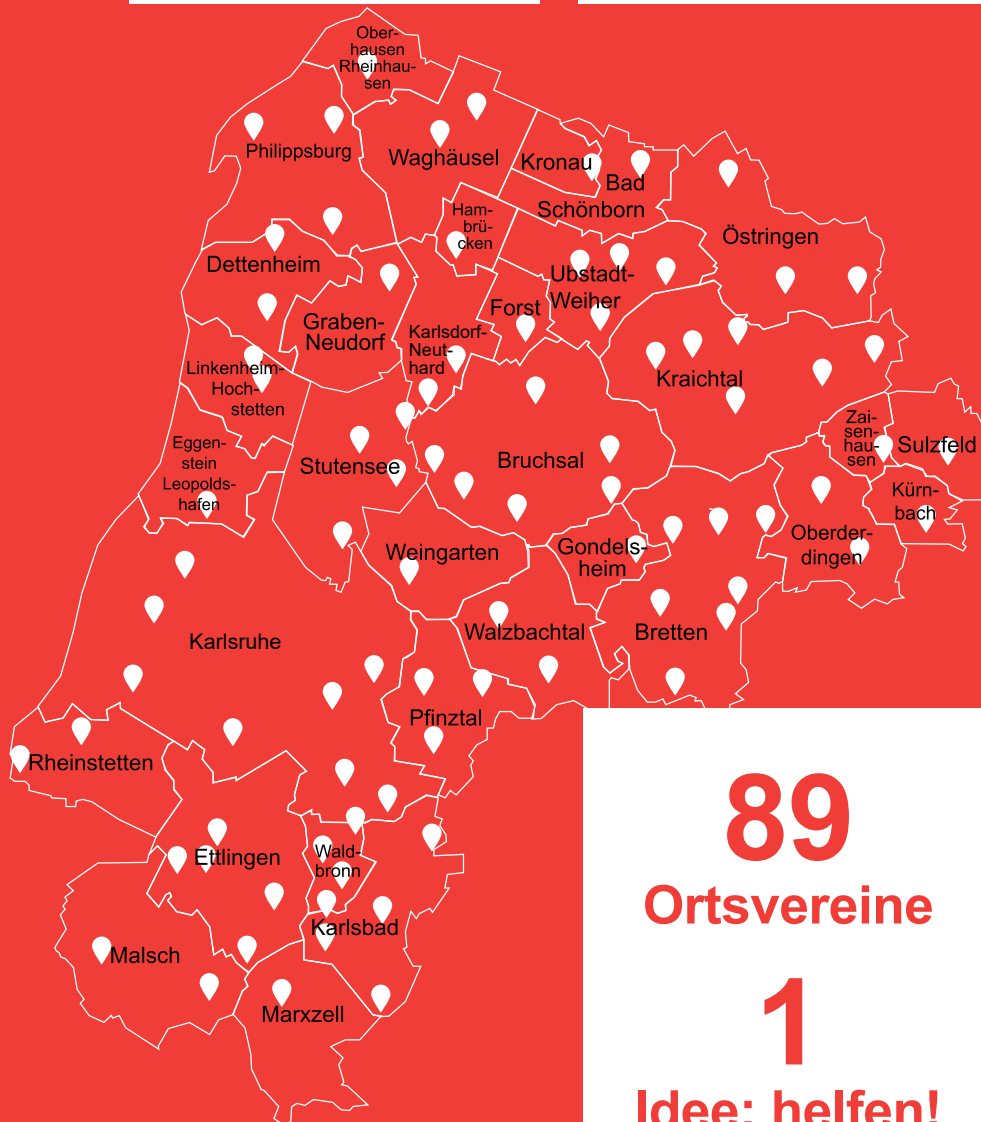 Ober-
hausen
Rheinhau-
sen
Philippsburg
Waghäusel
Kronau
Bad
Schönborn
Ham-
brü-
cken
Östringen
Dettenheim
Ubstadt-
Weiher
Graben-
Neudorf
Forst
Karlsdorf-
Neut-
hard
Linkenheim-
Hoch-
stetten
Kraichtal
Zai-
sen-
hau-
sen
Sulzfeld
Eggen-
stein
Leopolds-
hafen
Stutensee
Bruchsal
Kürn-
bach
Weingarten
Gondels-
heim
Oberder-
dingen
Karlsruhe
Walzbachtal
Bretten
Pfinztal
Rheinstetten
Ettlingen
Wald-
bronn
Karlsbad
Malsch
Marxzell
89
Ortsvereine
1
Idee: helfen!